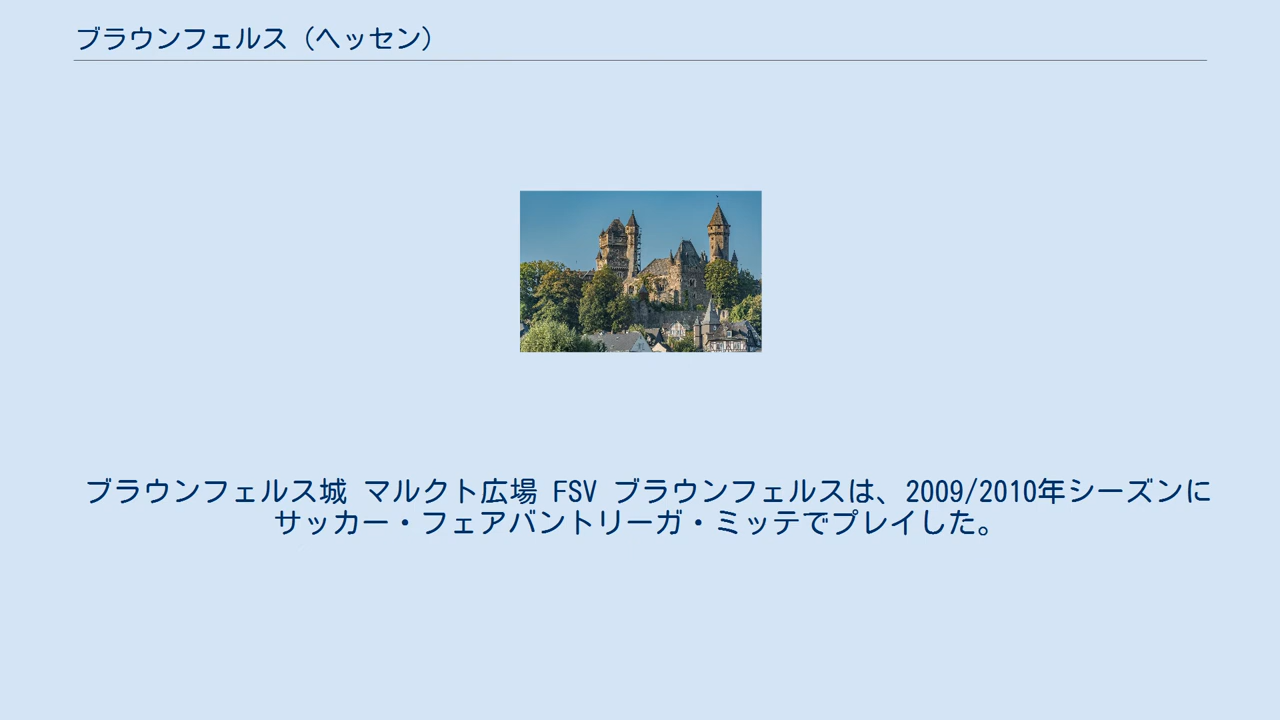 ブラウンフェルス（ヘッセン）
ブラウンフェルス城 マルクト広場 FSV ブラウンフェルスは、2009/2010年シーズンに
サッカー・フェアバントリーガ・ミッテでプレイした。